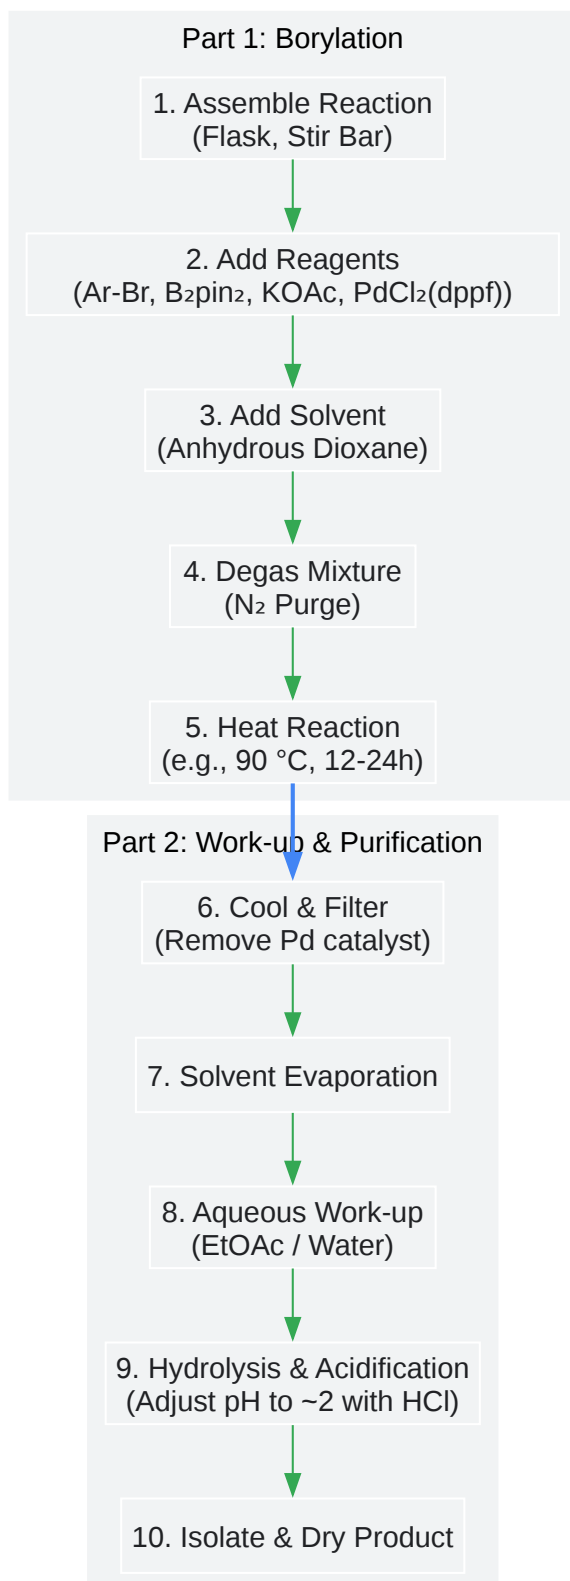 Part 1: Borylation
1. Assemble Reaction
(Flask, Stir Bar)
2. Add Reagents
(Ar-Br, B₂pin₂, KOAc, PdCl₂(dppf))
3. Add Solvent
(Anhydrous Dioxane)
4. Degas Mixture
(N₂ Purge)
5. Heat Reaction
(e.g., 90 °C, 12-24h)
Part 2: Work-up & Purification
6. Cool & Filter
(Remove Pd catalyst)
7. Solvent Evaporation
8. Aqueous Work-up
(EtOAc / Water)
9. Hydrolysis & Acidification
(Adjust pH to ~2 with HCl)
10. Isolate & Dry Product